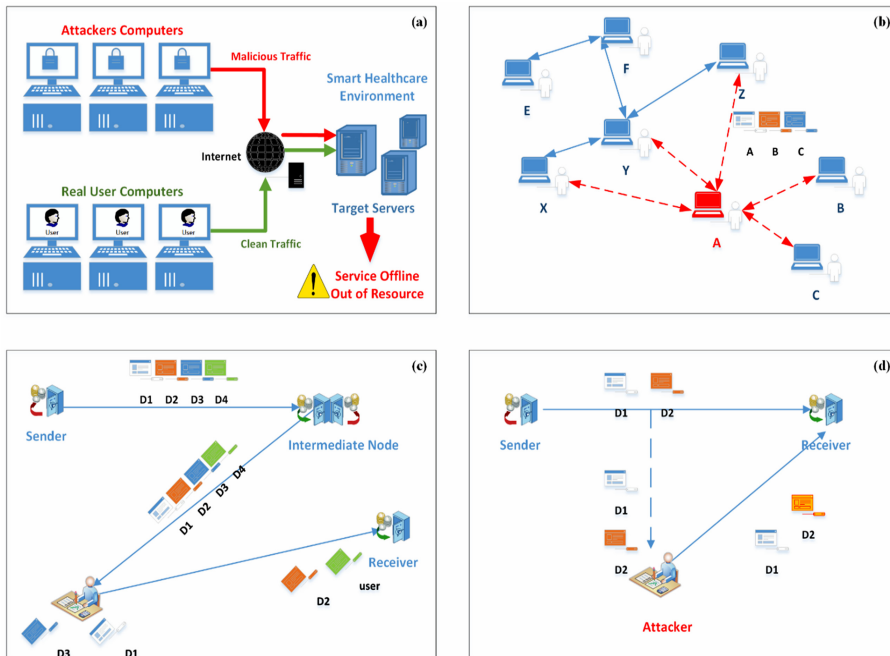 (a)
Attackers Computers
Malicious Traffic
Smart Healthcare
Environment
Internet
Real User Computers
User
User
User
Target Servers
Clean Traffic
Service Offline
Out of Resource
(b)
F
E
Z
A B C
Y
X
B
A
C
(c)
D1 D2 D3 D4
Sender
Intermediate Node
D1 D2 D3 D4
Receiver
D2 user
D3 D1
(d)
D1 D2
Sender
Receiver
D1
D2
D2
D1
Attacker